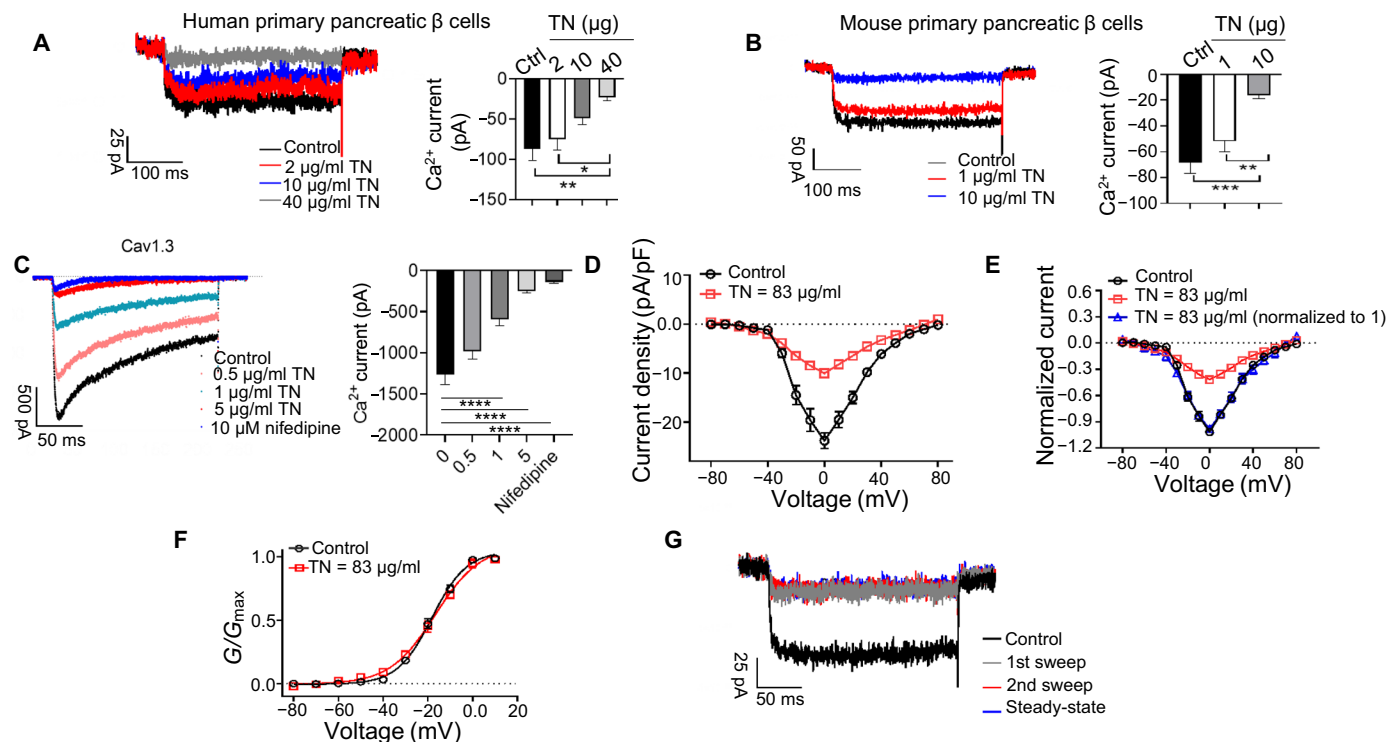 A
Human primary pancreatic β cells
25 pA
100 ms
Control
2 µg/ml TN
10 µg/ml TN
40 µg/ml TN
TN (µg)
Ctrl
2
10
40
Ca²⁺ current
(pA)
0
−50
−100
−150
*
**
B
Mouse primary pancreatic β cells
50 pA
100 ms
Control
1 µg/ml TN
10 µg/ml TN
TN (µg)
Ctrl
1
10
Ca²⁺ current (pA)
0
−20
−40
−60
−80
−100
**
***
C
Cav1.3
500 pA
50 ms
Control
0.5 µg/ml TN
1 µg/ml TN
5 µg/ml TN
10 µM nifedipine
Ca²⁺ current (pA)
0
−500
−1000
−1500
−2000
****
****
****
0
0.5
1
5
Nifedipine
D
Control
TN = 83 µg/ml
Current density (pA/pF)
10
0.0
−10
−20
−80
−40
0
40
80
Voltage (mV)
E
Control
TN = 83 µg/ml
TN = 83 µg/ml (normalized to 1)
Normalized current
0.6
0.3
0.0
−0.3
−0.6
−0.9
−1.2
−80
−40
0
40
80
Voltage (mV)
F
Control
TN = 83 µg/ml
G/Gmax
1.0
0.5
0.0
−80
−60
−40
−20
0
20
Voltage (mV)
G
25 pA
50 ms
Control
1st sweep
2nd sweep
Steady-state